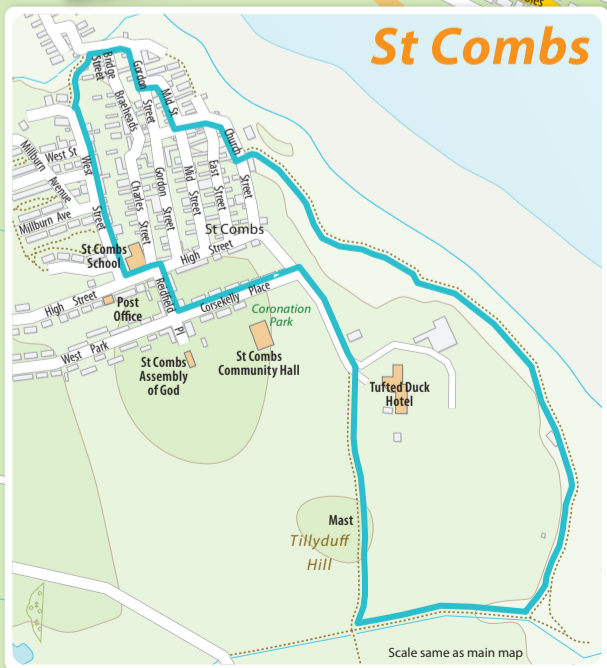 St Combs
Bridge
Street
Gordon
Street
Mid St
Braeheads
Church
Street
West St
Millburn
Avenue
West
Street
Millburn Ave
Charles
Street
Gordon
Street
Mid
Street
East
Street
St Combs
High Street
St Combs
School
High Street
Post
Office
Reidfield
Pl
Corsekelly Place
Coronation
Park
West Park
St Combs
Assembly
of God
St Combs
Community Hall
Tufted Duck
Hotel
Mast
Tillyduff
Hill
Scale same as main map